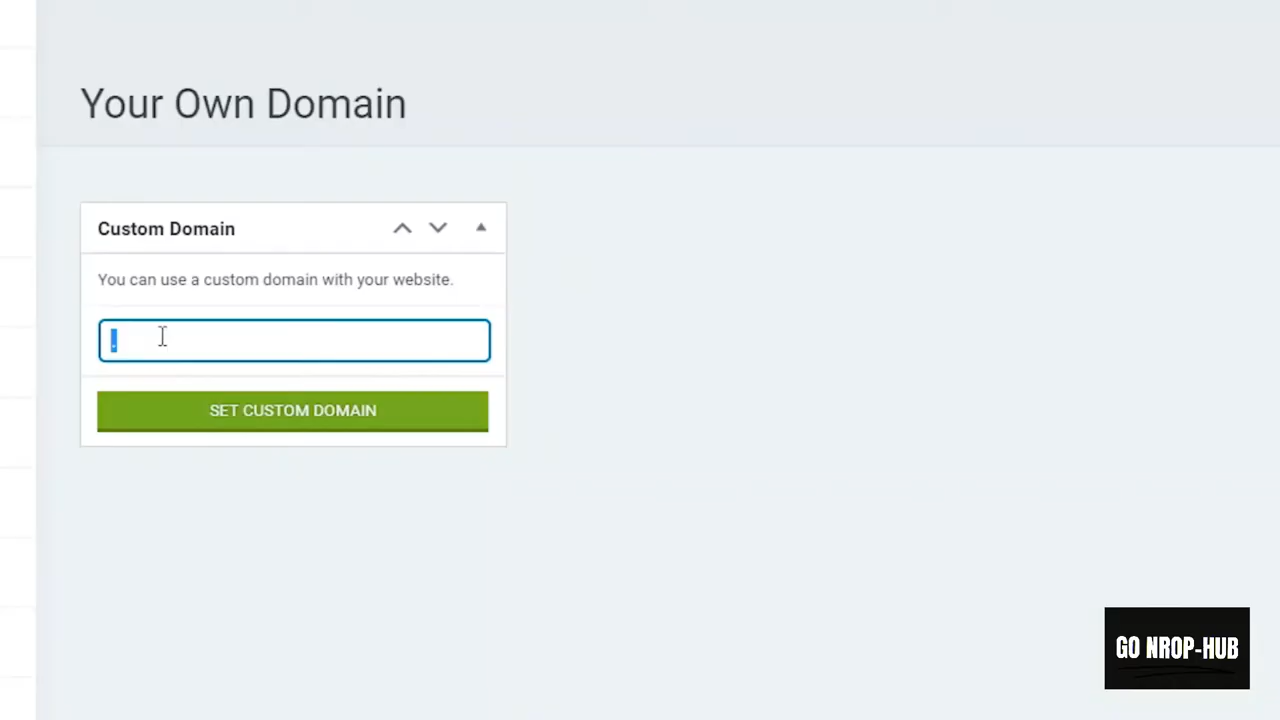 Your Own Domain
Custom Domain
You can use a custom domain with your website.
.
SET CUSTOM DOMAIN
GO NROP-HUB